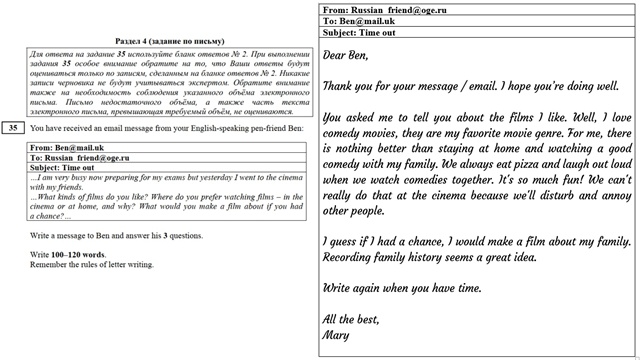 Раздел 4 (задание по письму)
Для ответа на задание 35 используйте бланк ответов № 2. При выполнении
задания 35 особое внимание обратите на то, что Ваши ответы будут
оцениваться только по записям, сделанным на бланке ответов № 2. Никакие
записи черновика не будут учитываться экспертом. Обратите внимание
также на необходимость соблюдения указанного объёма электронного
письма. Письмо недостаточного объёма, а также часть текста
электронного письма, превышающая требуемый объём, не оцениваются.
35 You have received an email message from your English-speaking pen-friend Ben:
From: Ben@mail.uk
To: Russian_friend@oge.ru
Subject: Time out
…I am very busy now preparing for my exams but yesterday I went to the cinema
with my friends.
…What kinds of films do you like? Where do you prefer watching films – in the
cinema or at home, and why? What would you make a film about if you had
a chance?…
Write a message to Ben and answer his 3 questions.
Write 100–120 words.
Remember the rules of letter writing.
From: Russian_friend@oge.ru
To: Ben@mail.uk
Subject: Time out
Dear Ben,
Thank you for your message / email. I hope you're doing well.
You asked me to tell you about the films I like. Well, I love
comedy movies, they are my favorite movie genre. For me, there
is nothing better than staying at home and watching a good
comedy with my family. We always eat pizza and laugh out loud
when we watch comedies together. It's so much fun! We can't
really do that at the cinema because we'll disturb and annoy
other people.
I guess if I had a chance, I would make a film about my family.
Recording family history seems a great idea.
Write again when you have time.
All the best,
Mary